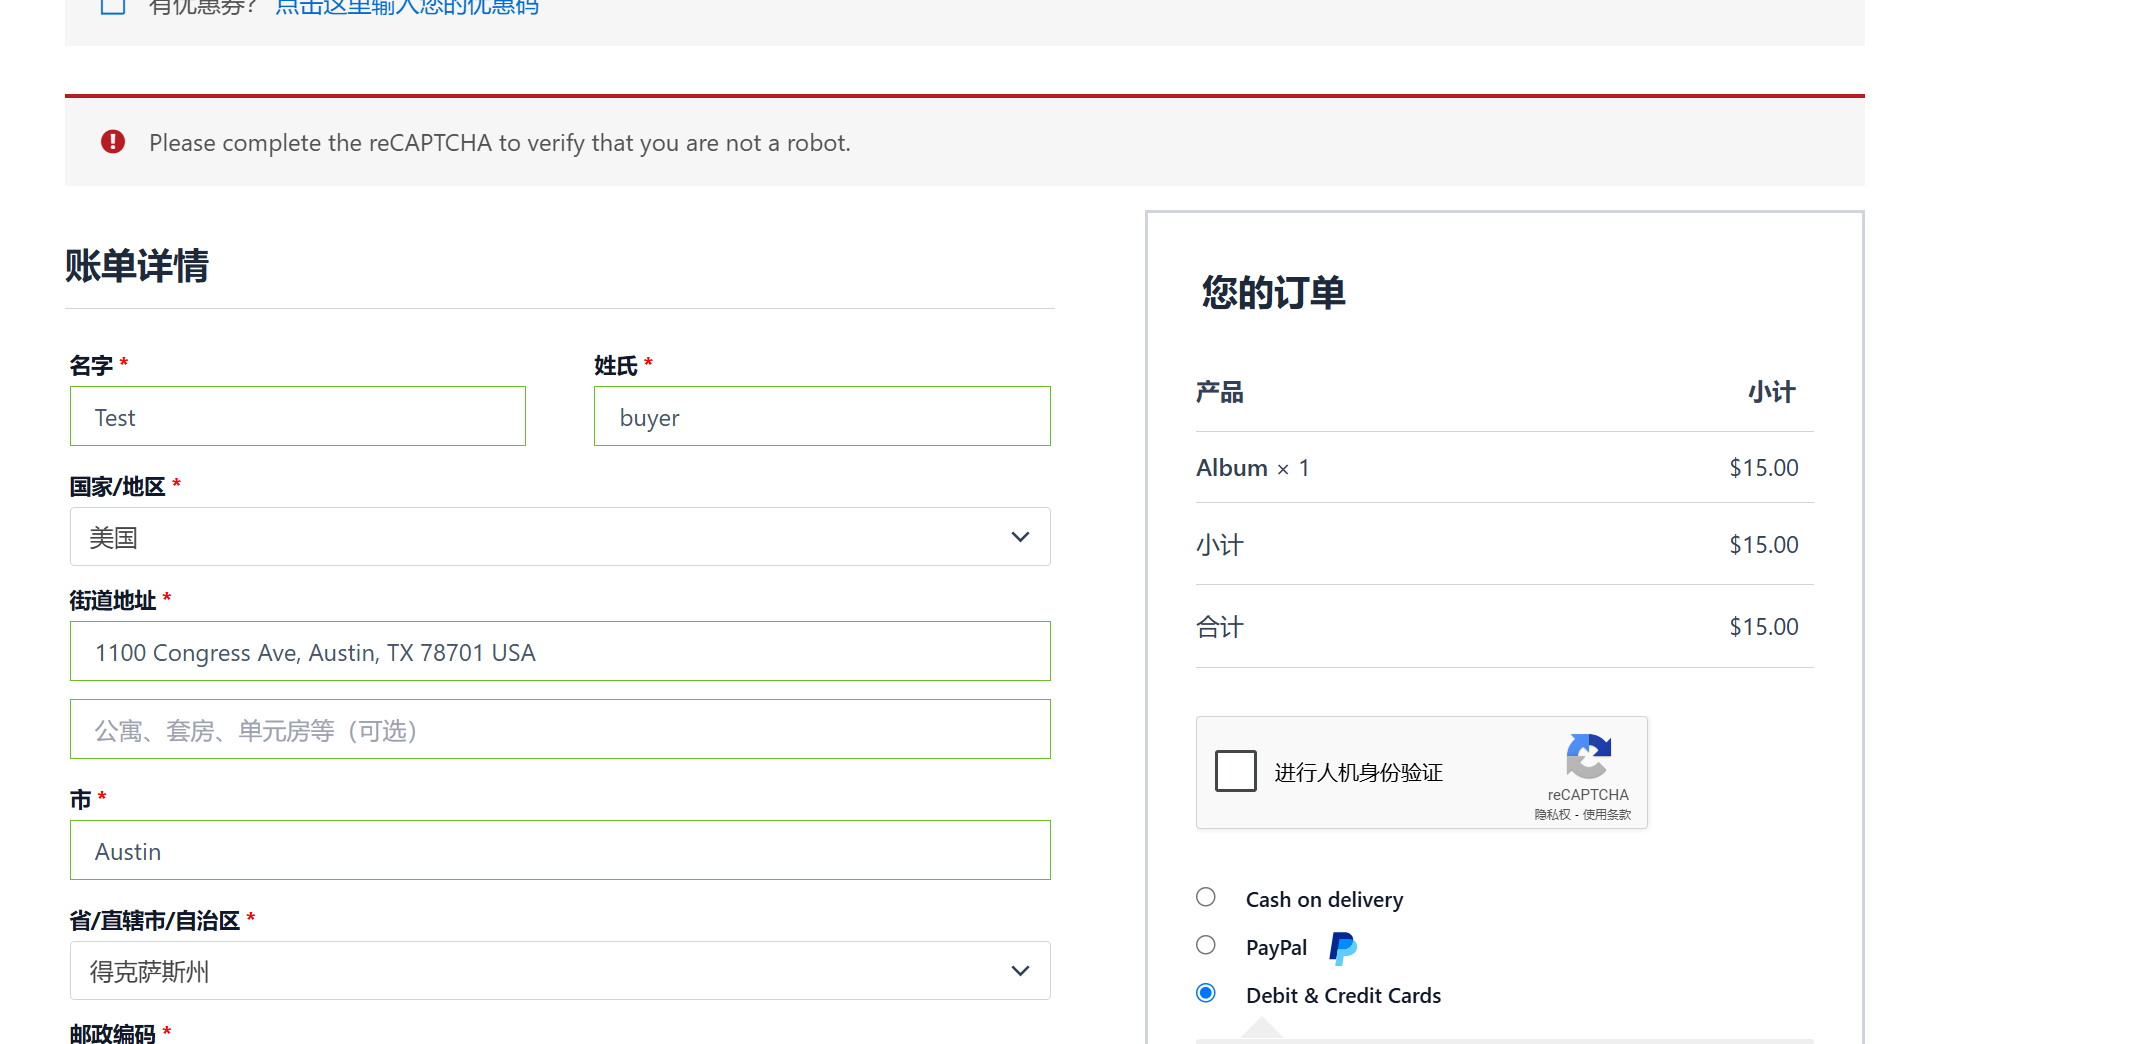 有优惠券? 点击这里输入您的优惠码
Please complete the reCAPTCHA to verify that you are not a robot.
账单详情
名字 *
姓氏 *
Test
buyer
国家/地区 *
美国
街道地址 *
1100 Congress Ave, Austin, TX 78701 USA
公寓、套房、单元房等（可选）
市 *
Austin
省/直辖市/自治区 *
得克萨斯州
邮政编码 *
您的订单
产品 小计
Album × 1 $15.00
小计 $15.00
合计 $15.00
进行人机身份验证
reCAPTCHA
隐私权 - 使用条款
Cash on delivery
PayPal
Debit & Credit Cards